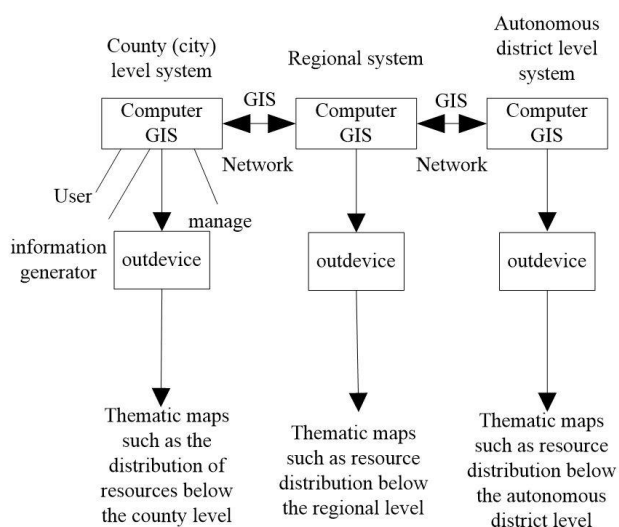 County (city)
level system
Regional system
Autonomous
district level
system
Computer
GIS
GIS
Network
Computer
GIS
GIS
Network
Computer
GIS
User
information
generator
manage
outdevice
outdevice
outdevice
Thematic maps
such as the
distribution of
resources below
the county level
Thematic maps
such as resource
distribution below
the regional level
Thematic maps
such as resource
distribution below
the autonomous
district level